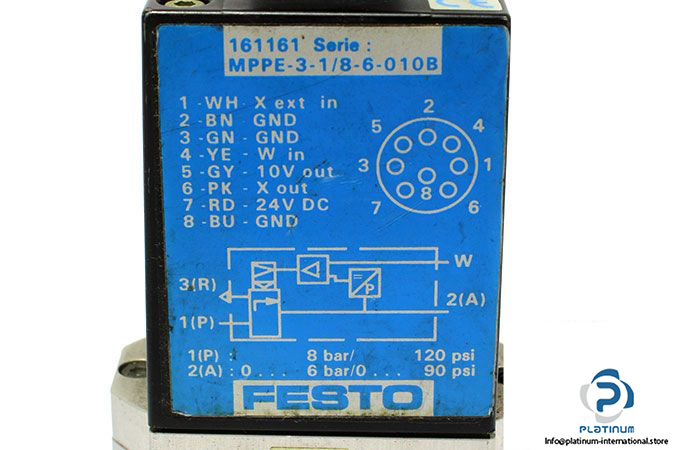 161161 Serie :
MPPE-3-1/8-6-010B
1 -WH- X ext in
2 -BN GND
3 -GN - GND
4 -YE - W in
5 -GY - 10V out
6 -PK - X out
7 -RD - 24V DC
8 -BU - GND
2
5 4
3 1
8
7 6
W
3(R)
P
2(A)
1(P)
1(P) : 8 bar/ 120 psi
2(A) : 0 . . . 6 bar/0 . . . 90 psi
FESTO
PLATINUM
Info@platinum-international.store